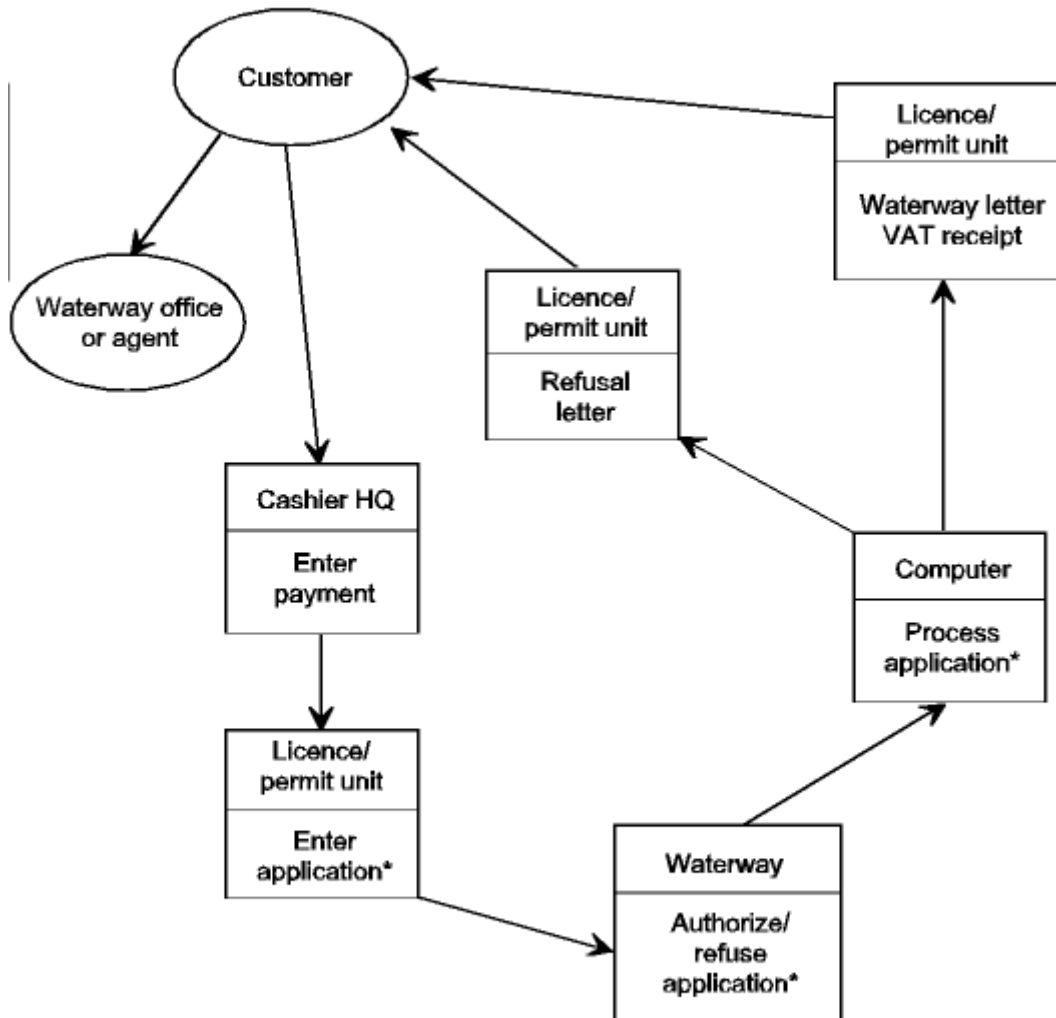 Customer
Licence/
permit unit
Waterway letter
VAT receipt
Waterway office
or agent
Licence/
permit unit
Refusal
letter
Cashier HQ
Enter
payment
Computer
Process
application*
Licence/
permit unit
Enter
application*
Waterway
Authorize/
refuse
application*